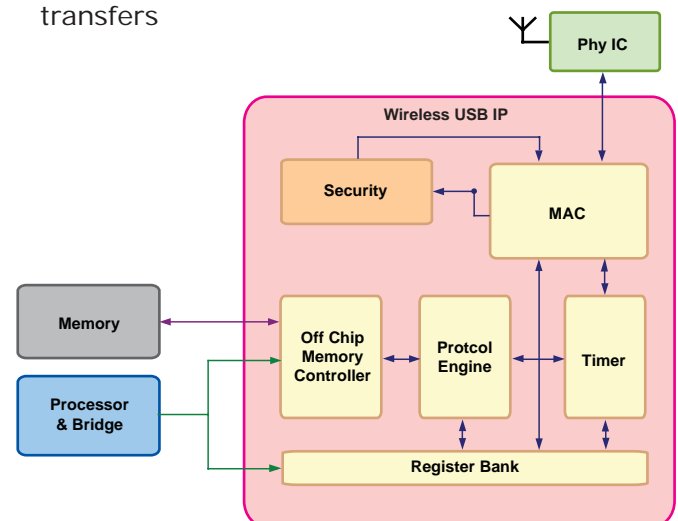 transfers
Phy IC
Wireless USB IP
Security
MAC
Memory
Off Chip
Memory
Controller
Protcol
Engine
Timer
Processor
& Bridge
Register Bank